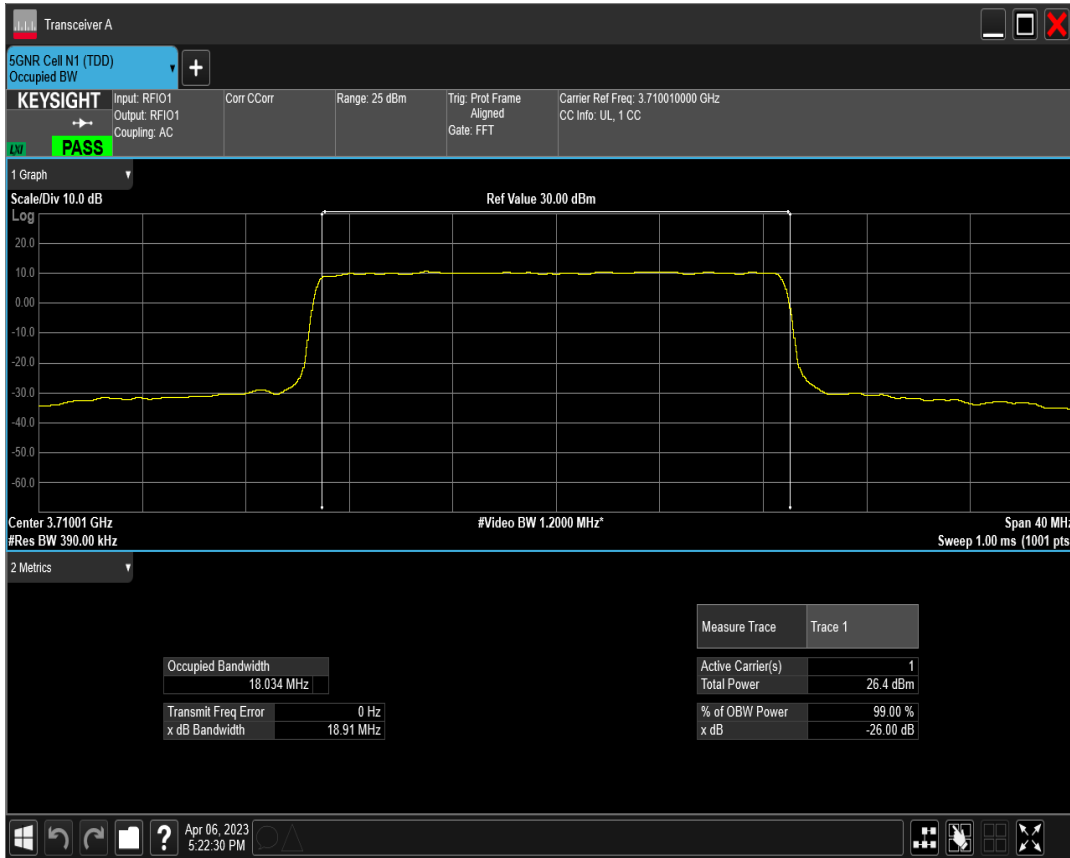 Transceiver A
5GNR Cell N1 (TDD)
Occupied BW
KEYSIGHT
LXI
PASS
Input: RFIO1
Output: RFIO1
Coupling: AC
Corr CCorr
Range: 25 dBm
Trig: Prot Frame
Aligned
Gate: FFT
Carrier Ref Freq: 3.710010000 GHz
CC Info: UL, 1 CC
1 Graph
Scale/Div 10.0 dB
Ref Value 30.00 dBm
Log
20.0
10.0
0.00
-10.0
-20.0
-30.0
-40.0
-50.0
-60.0
Center 3.71001 GHz
#Video BW 1.2000 MHz*
Span 40 MHz
#Res BW 390.00 kHz
Sweep 1.00 ms (1001 pts
2 Metrics
Measure Trace Trace 1
Occupied Bandwidth
18.034 MHz
Transmit Freq Error 0 Hz
x dB Bandwidth 18.91 MHz
Active Carrier(s) 1
Total Power 26.4 dBm
% of OBW Power 99.00 %
x dB -26.00 dB
?
Apr 06, 2023
5:22:30 PM